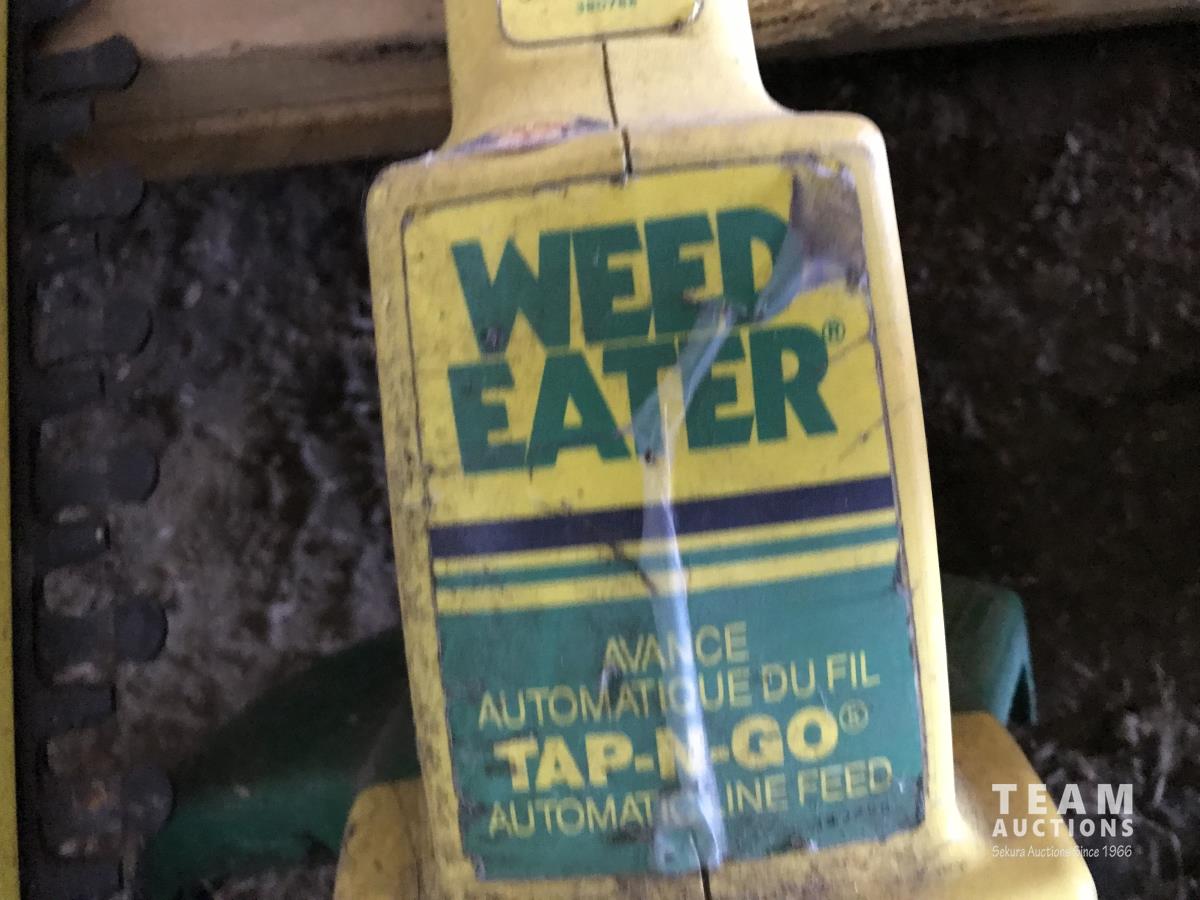 WEED
EATER®
AVANCE
AUTOMATIQUE DU FIL
TAP-N-GO®
AUTOMATIC LINE FEED
TEAM
AUCTIONS
Sekura Auctions Since 1966